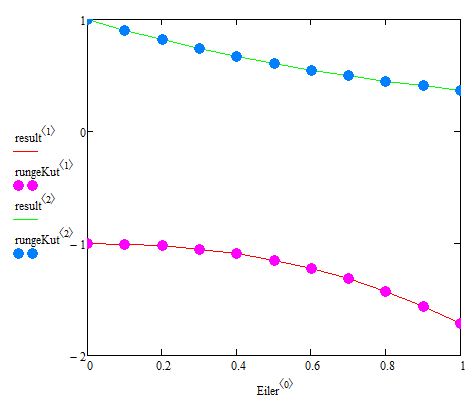 1
0
−1
−2
result⟨1⟩
rungeKut⟨1⟩
result⟨2⟩
rungeKut⟨2⟩
0 0.2 0.4 0.6 0.8 1
Eiler⟨0⟩